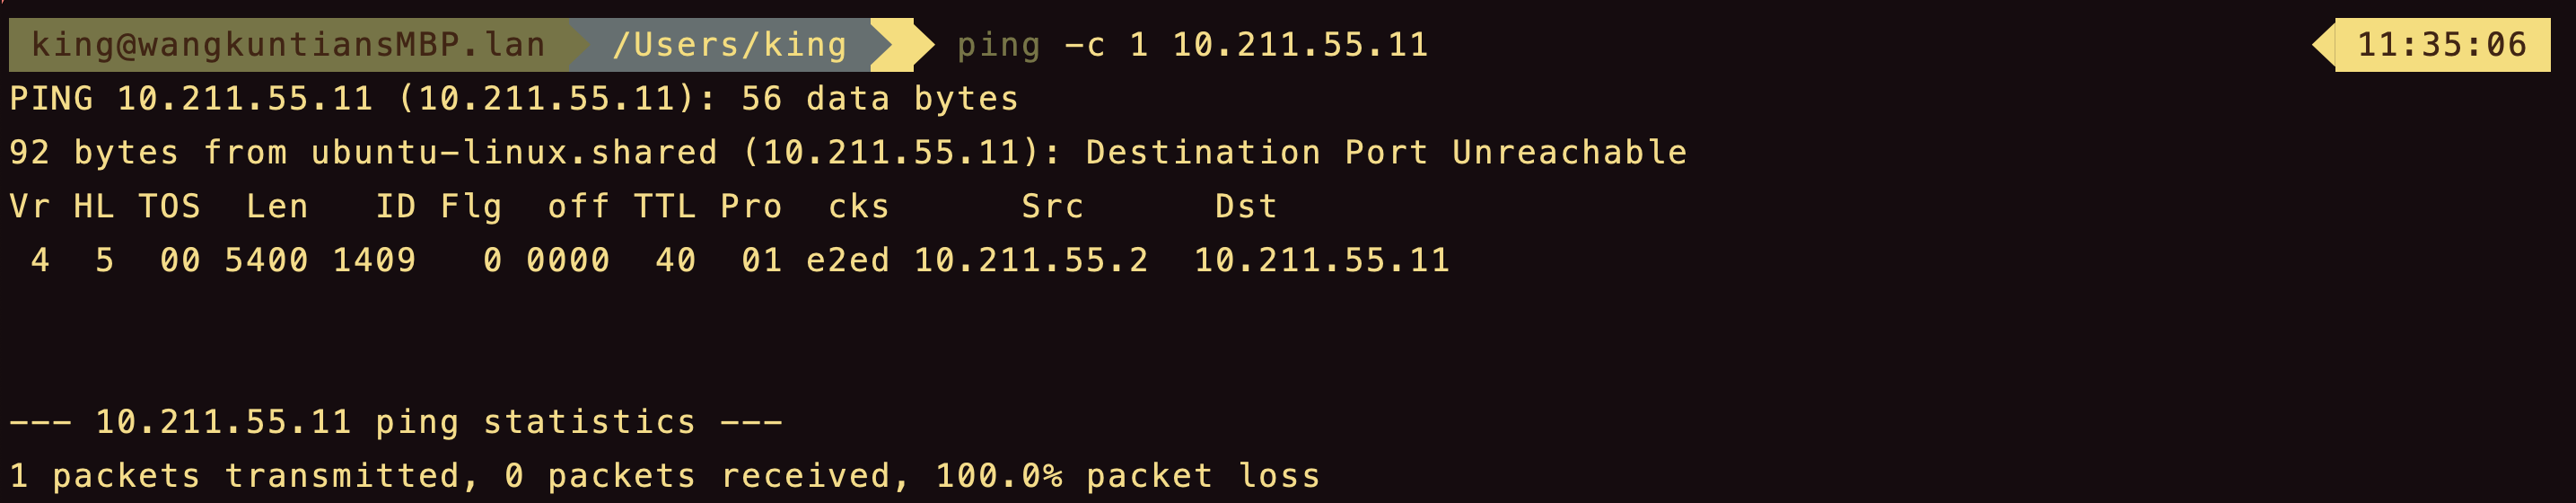 king@wangkuntiansMBP.lan /Users/king ping -c 1 10.211.55.11 11:35:06
PING 10.211.55.11 (10.211.55.11): 56 data bytes
92 bytes from ubuntu-linux.shared (10.211.55.11): Destination Port Unreachable
Vr HL TOS  Len   ID Flg  off TTL Pro  cks      Src      Dst
 4  5  00 5400 1409   0 0000  40  01 e2ed 10.211.55.2  10.211.55.11
--- 10.211.55.11 ping statistics ---
1 packets transmitted, 0 packets received, 100.0% packet loss